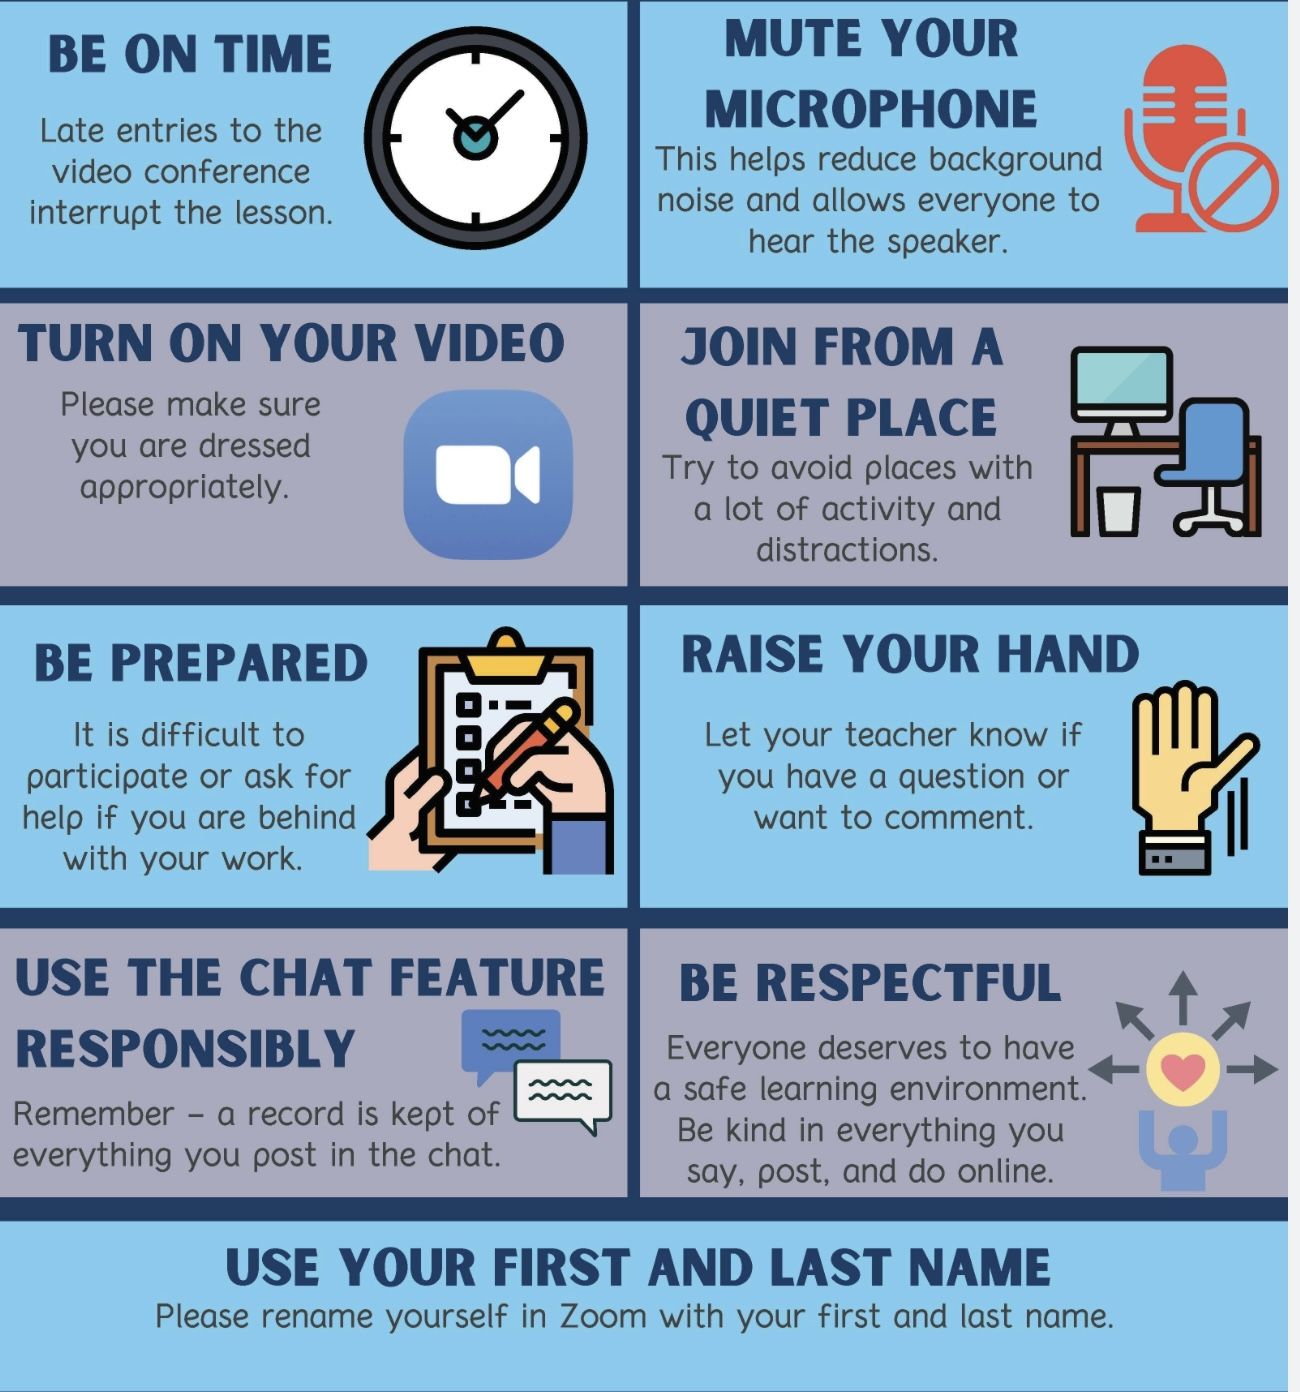 BE ON TIME
Late entries to the
video conference
interrupt the lesson.
MUTE YOUR
MICROPHONE
This helps reduce background
noise and allows everyone to
hear the speaker.
TURN ON YOUR VIDEO
Please make sure
you are dressed
appropriately.
JOIN FROM A
QUIET PLACE
Try to avoid places with
a lot of activity and
distractions.
BE PREPARED
It is difficult to
participate or ask for
help if you are behind
with your work.
RAISE YOUR HAND
Let your teacher know if
you have a question or
want to comment.
USE THE CHAT FEATURE
RESPONSIBLY
Remember – a record is kept of
everything you post in the chat.
BE RESPECTFUL
Everyone deserves to have
a safe learning environment.
Be kind in everything you
say, post, and do online.
USE YOUR FIRST AND LAST NAME
Please rename yourself in Zoom with your first and last name.